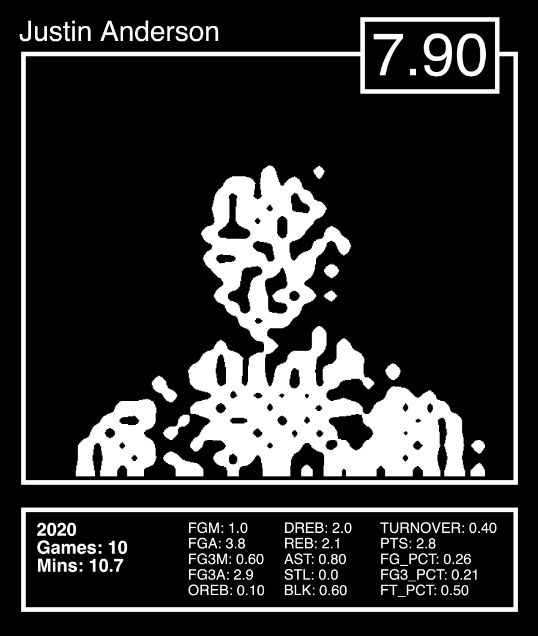 Justin Anderson
7.90
2020
Games: 10
Mins: 10.7
FGM: 1.0
FGA: 3.8
FG3M: 0.60
FG3A: 2.9
OREB: 0.10
DREB: 2.0
REB: 2.1
AST: 0.80
STL: 0.0
BLK: 0.60
TURNOVER: 0.40
PTS: 2.8
FG_PCT: 0.26
FG3_PCT: 0.21
FT_PCT: 0.50